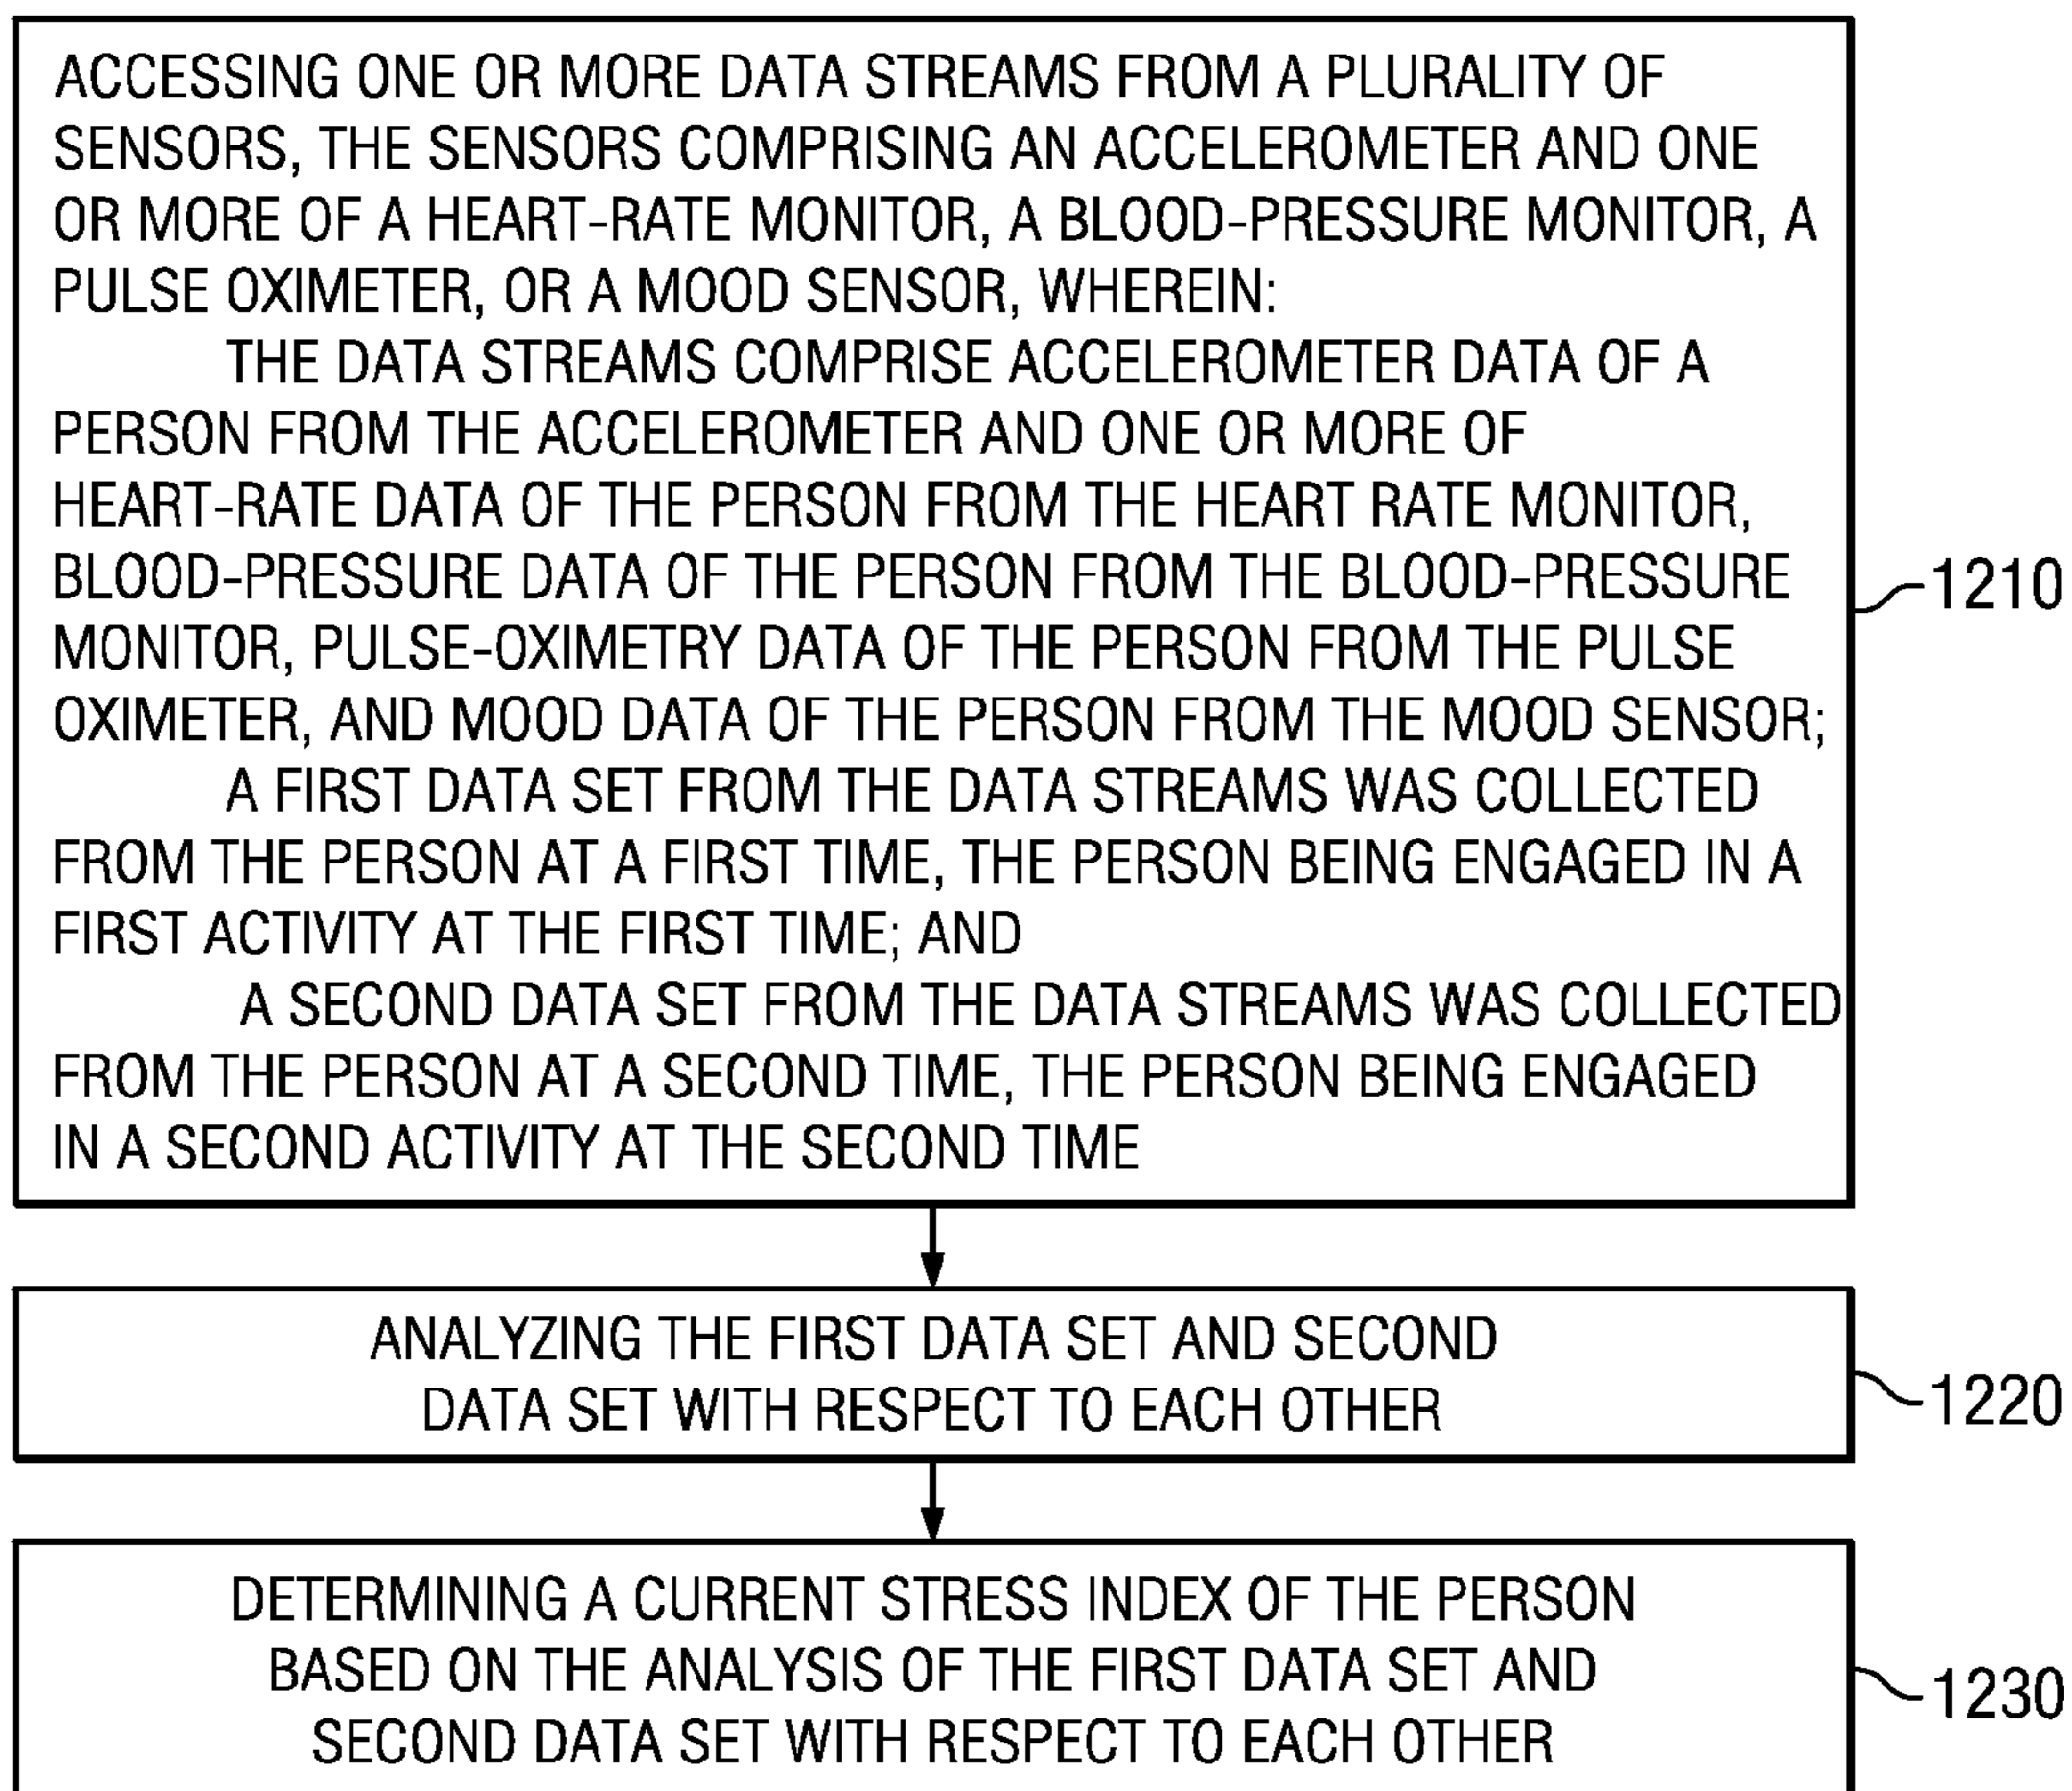 ACCESSING ONE OR MORE DATA STREAMS FROM A PLURALITY OF
SENSORS, THE SENSORS COMPRISING AN ACCELEROMETER AND ONE
OR MORE OF A HEART-RATE MONITOR, A BLOOD-PRESSURE MONITOR, A
PULSE OXIMETER, OR A MOOD SENSOR, WHEREIN:
THE DATA STREAMS COMPRISE ACCELEROMETER DATA OF A
PERSON FROM THE ACCELEROMETER AND ONE OR MORE OF
HEART-RATE DATA OF THE PERSON FROM THE HEART RATE MONITOR,
BLOOD-PRESSURE DATA OF THE PERSON FROM THE BLOOD-PRESSURE
MONITOR, PULSE-OXIMETRY DATA OF THE PERSON FROM THE PULSE
OXIMETER, AND MOOD DATA OF THE PERSON FROM THE MOOD SENSOR;
A FIRST DATA SET FROM THE DATA STREAMS WAS COLLECTED
FROM THE PERSON AT A FIRST TIME, THE PERSON BEING ENGAGED IN A
FIRST ACTIVITY AT THE FIRST TIME; AND
A SECOND DATA SET FROM THE DATA STREAMS WAS COLLECTED
FROM THE PERSON AT A SECOND TIME, THE PERSON BEING ENGAGED
IN A SECOND ACTIVITY AT THE SECOND TIME
1210
ANALYZING THE FIRST DATA SET AND SECOND
DATA SET WITH RESPECT TO EACH OTHER
1220
DETERMINING A CURRENT STRESS INDEX OF THE PERSON
BASED ON THE ANALYSIS OF THE FIRST DATA SET AND
SECOND DATA SET WITH RESPECT TO EACH OTHER
1230